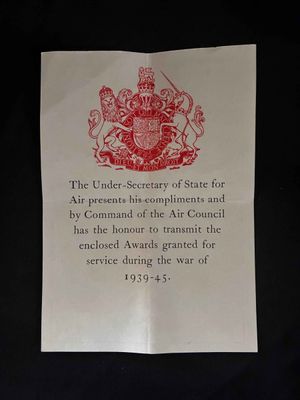 DIEU ET MON DROIT
The Under-Secretary of State for
Air presents his compliments and
by Command of the Air Council
has the honour to transmit the
enclosed Awards granted for
service during the war of
1939-45.